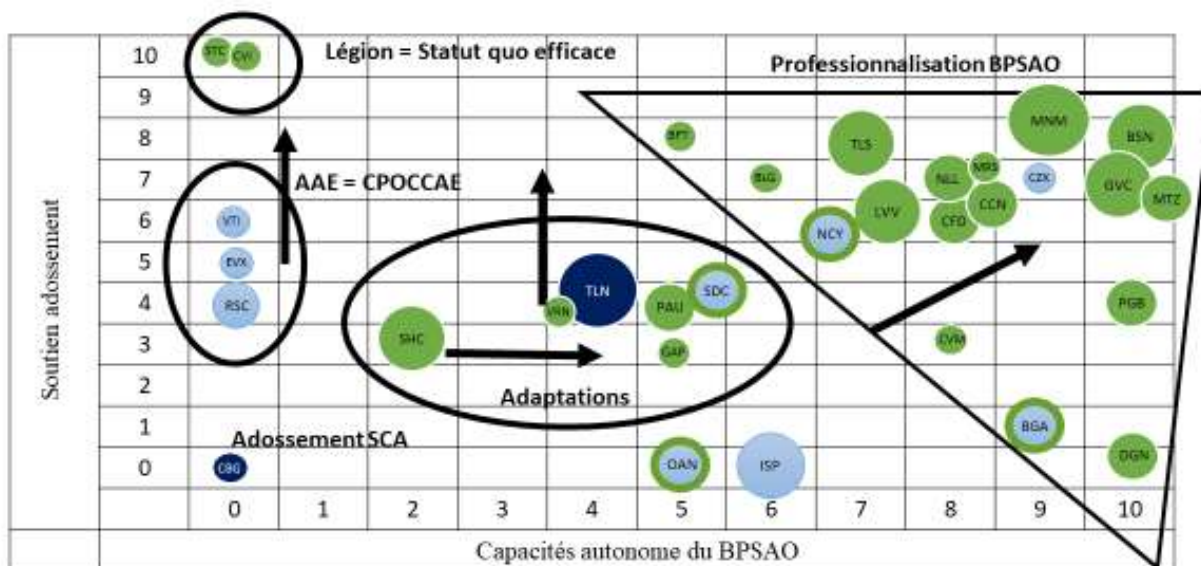 Soutien adossement
10
9
8
7
6
5
4
3
2
1
0
STC
CYI
Légion = Statut quo efficace
Professionnalisation BPSAO
MNM
BSN
BFT
TLS
AAE = CPOCCAE
BLG
NLL
MRS
CZX
GVC
MTZ
VTI
NCY
LVV
CFD
CCN
EVX
RSC
TLN
VRN
PAU
SDC
PGB
SHC
GAP
CVM
Adaptations
Adossement SCA
BGA
CBG
OAN
ISP
DGN
0 1 2 3 4 5 6 7 8 9 10
Capacités autonome du BPSAO